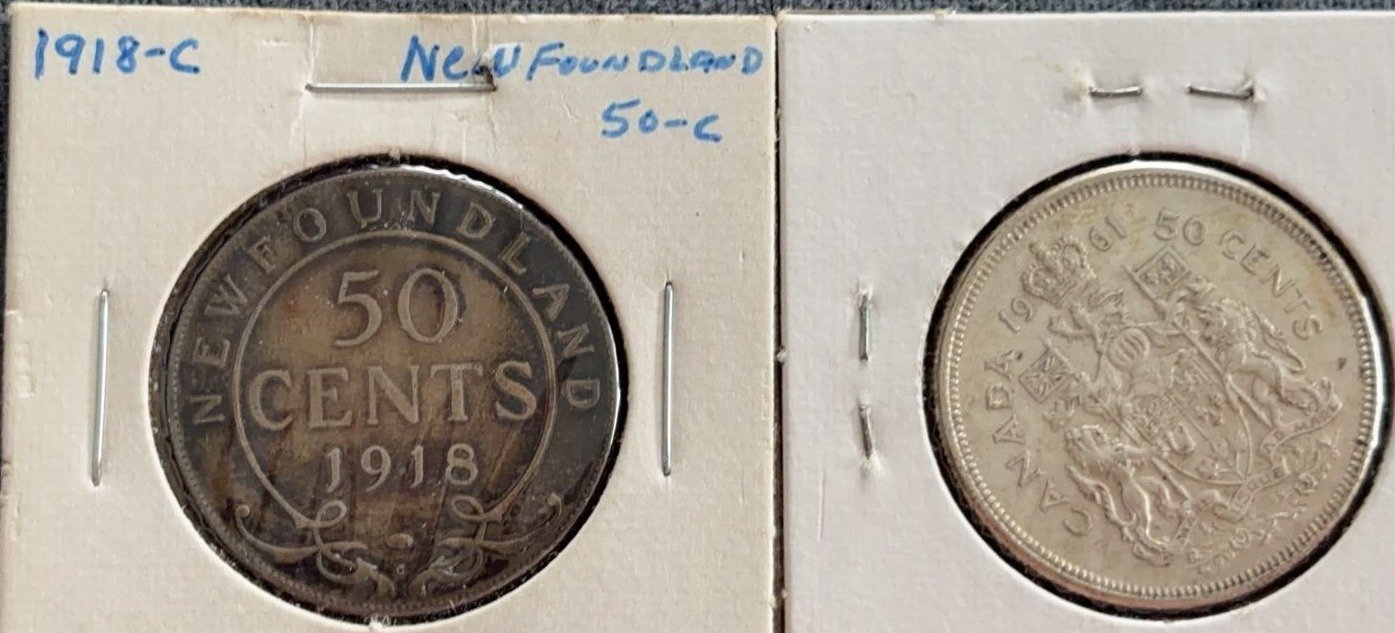 1918-C NewFoundLAND
50-C
NEWFOUNDLAND
50
CENTS
1918
CANADA 1961 50 CENTS